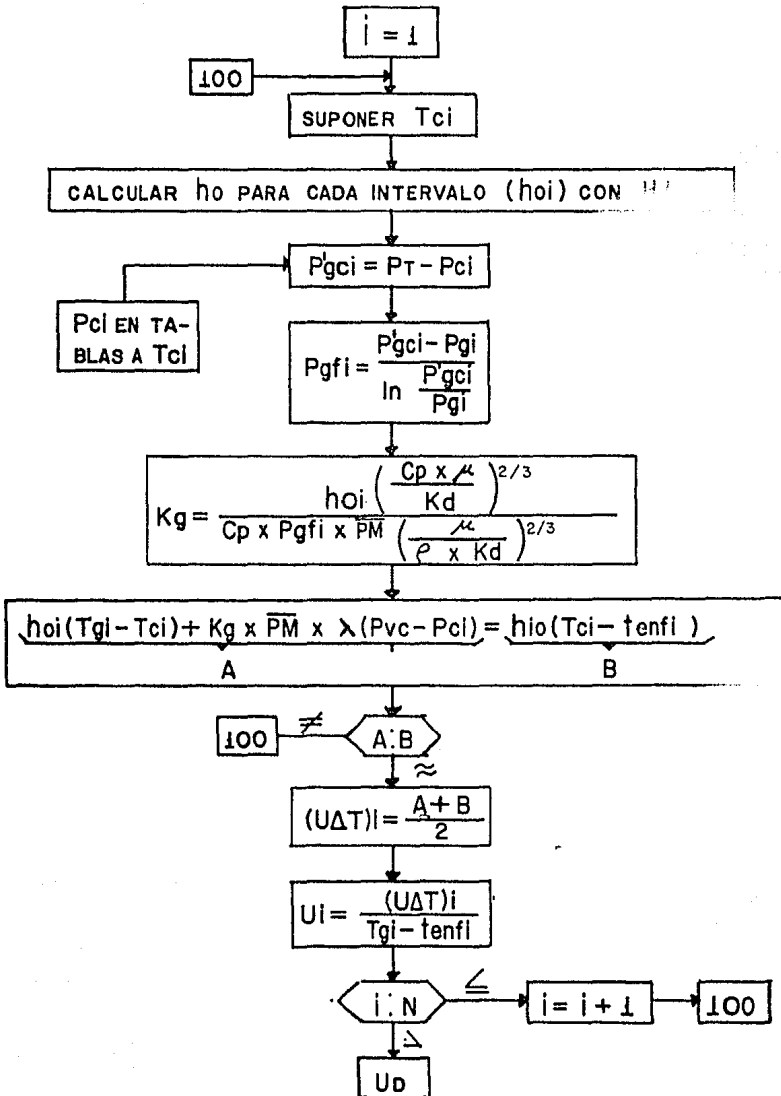 i = 1
100
SUPONER Tci
CALCULAR ho PARA CADA INTERVALO (hoi) CON
P'gci = PT - Pci
Pci EN TA-
BLAS A Tci
Pgfi = P'gci - Pgi / ln P'gci / Pgi
Kg = hoi (Cp x μ / Kd)^2/3 / Cp x Pgfi x P̅M̅ (μ / ρ x Kd)^2/3
hoi(Tgi - Tci) + Kg x P̅M̅ x λ(Pvc - Pci) = hio(Tci - tenfi )
A B
100 ≠ A:B
≈
(UΔT)i = A + B / 2
Ui = (UΔT)i / Tgi - tenfi
i : N ≤ i = i + 1 100
>
UD